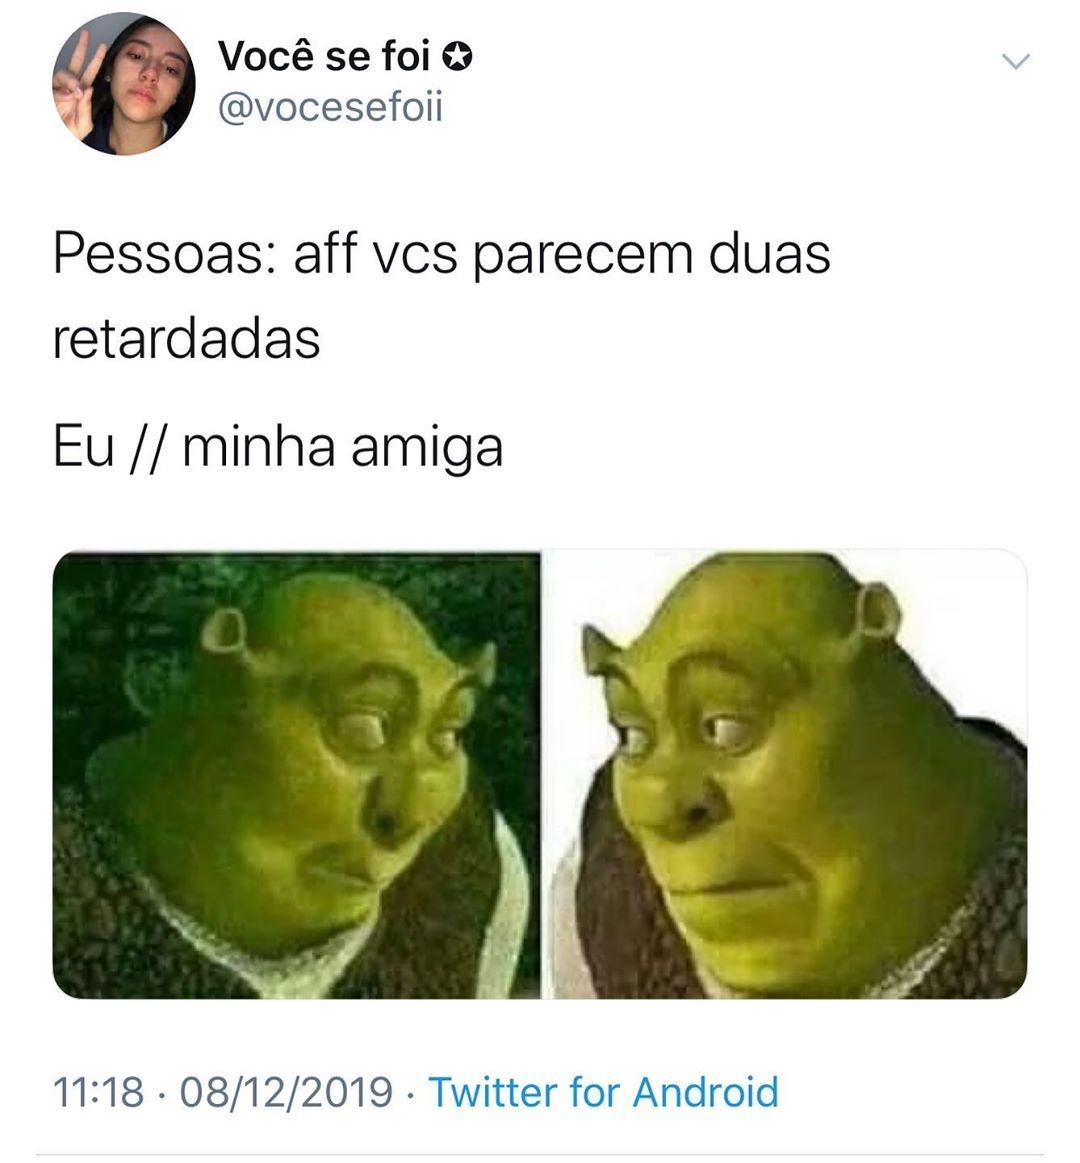 Você se foi ✪
@vocesefoii
Pessoas: aff vcs parecem duas
retardadas
Eu // minha amiga
11:18 · 08/12/2019 · Twitter for Android